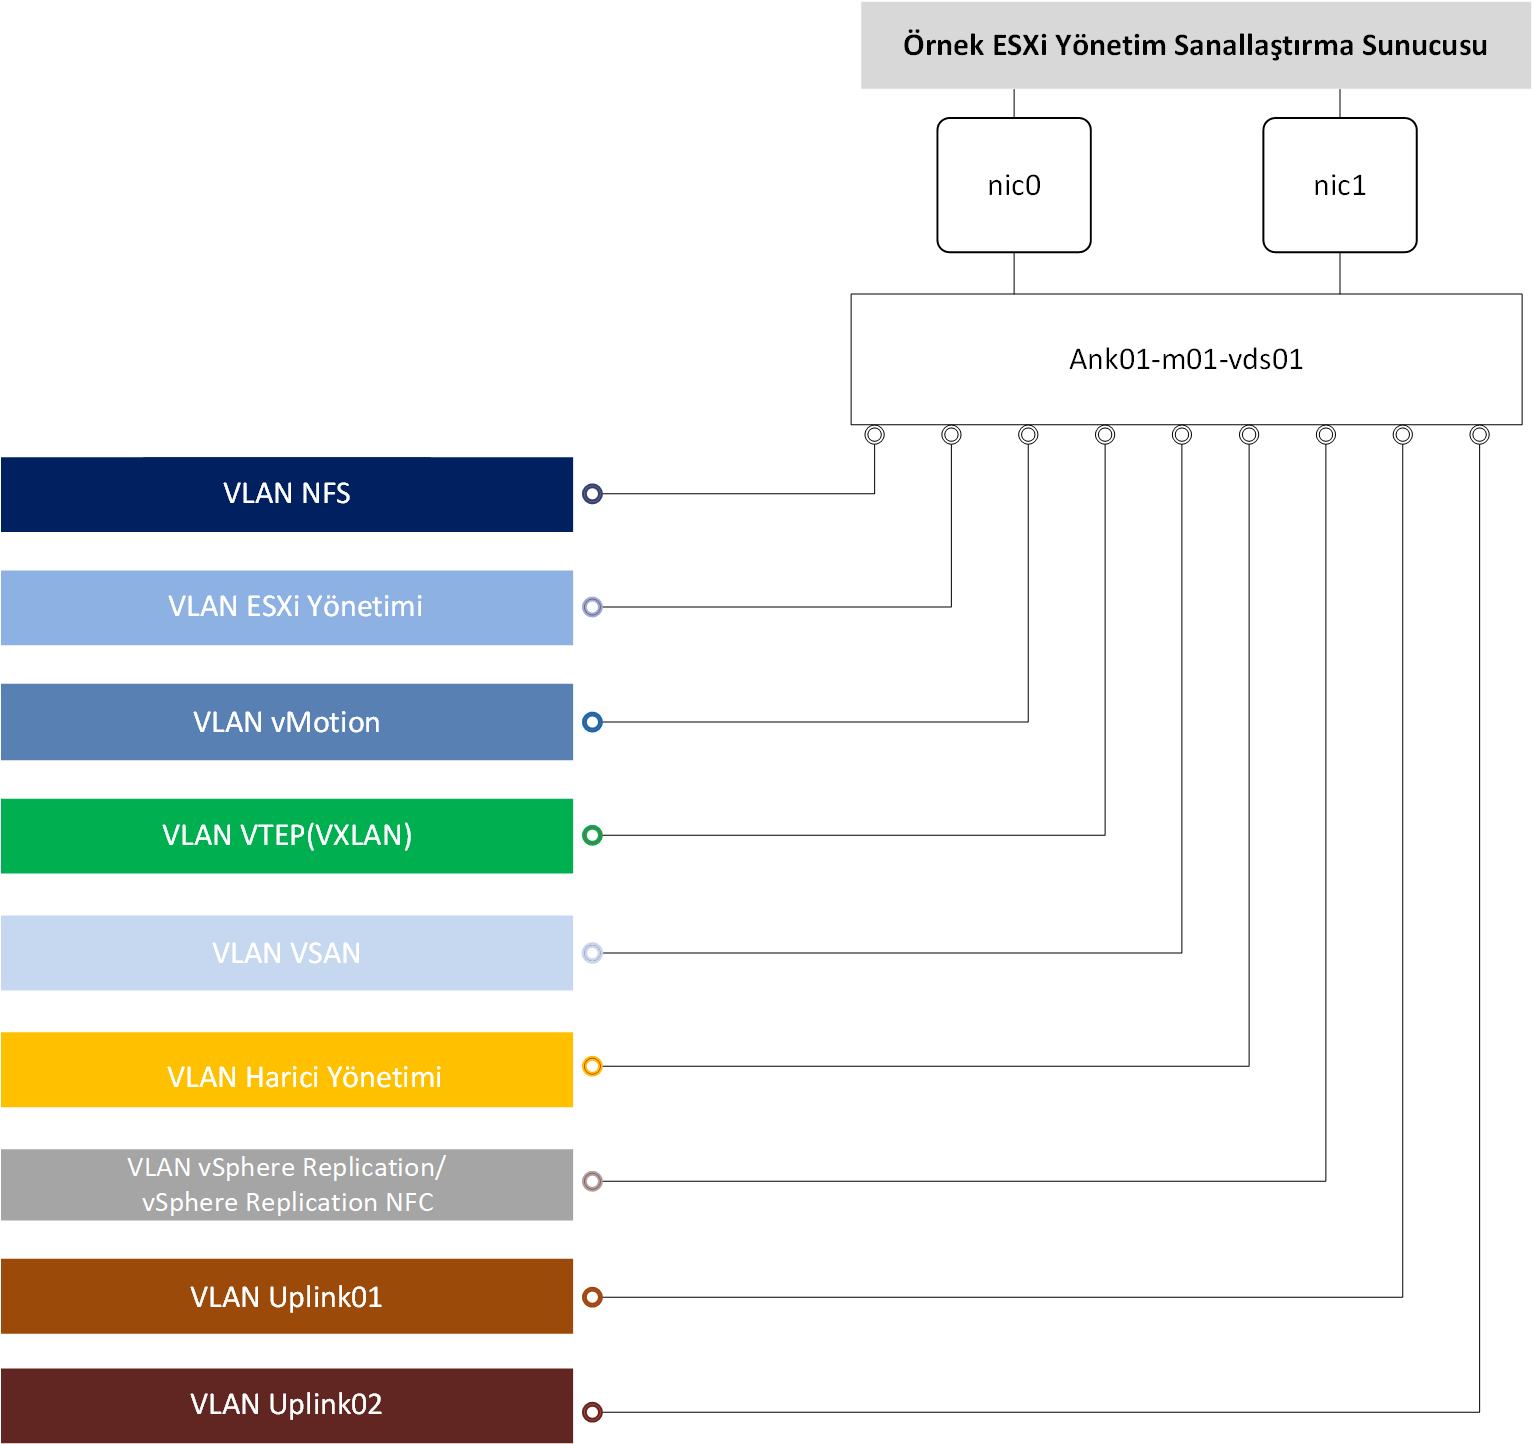 Örnek ESXi Yönetim Sanallaştırma Sunucusu
nic0
nic1
Ank01-m01-vds01
VLAN NFS
VLAN ESXi Yönetimi
VLAN vMotion
VLAN VTEP(VXLAN)
VLAN VSAN
VLAN Harici Yönetimi
VLAN vSphere Replication/
vSphere Replication NFC
VLAN Uplink01
VLAN Uplink02